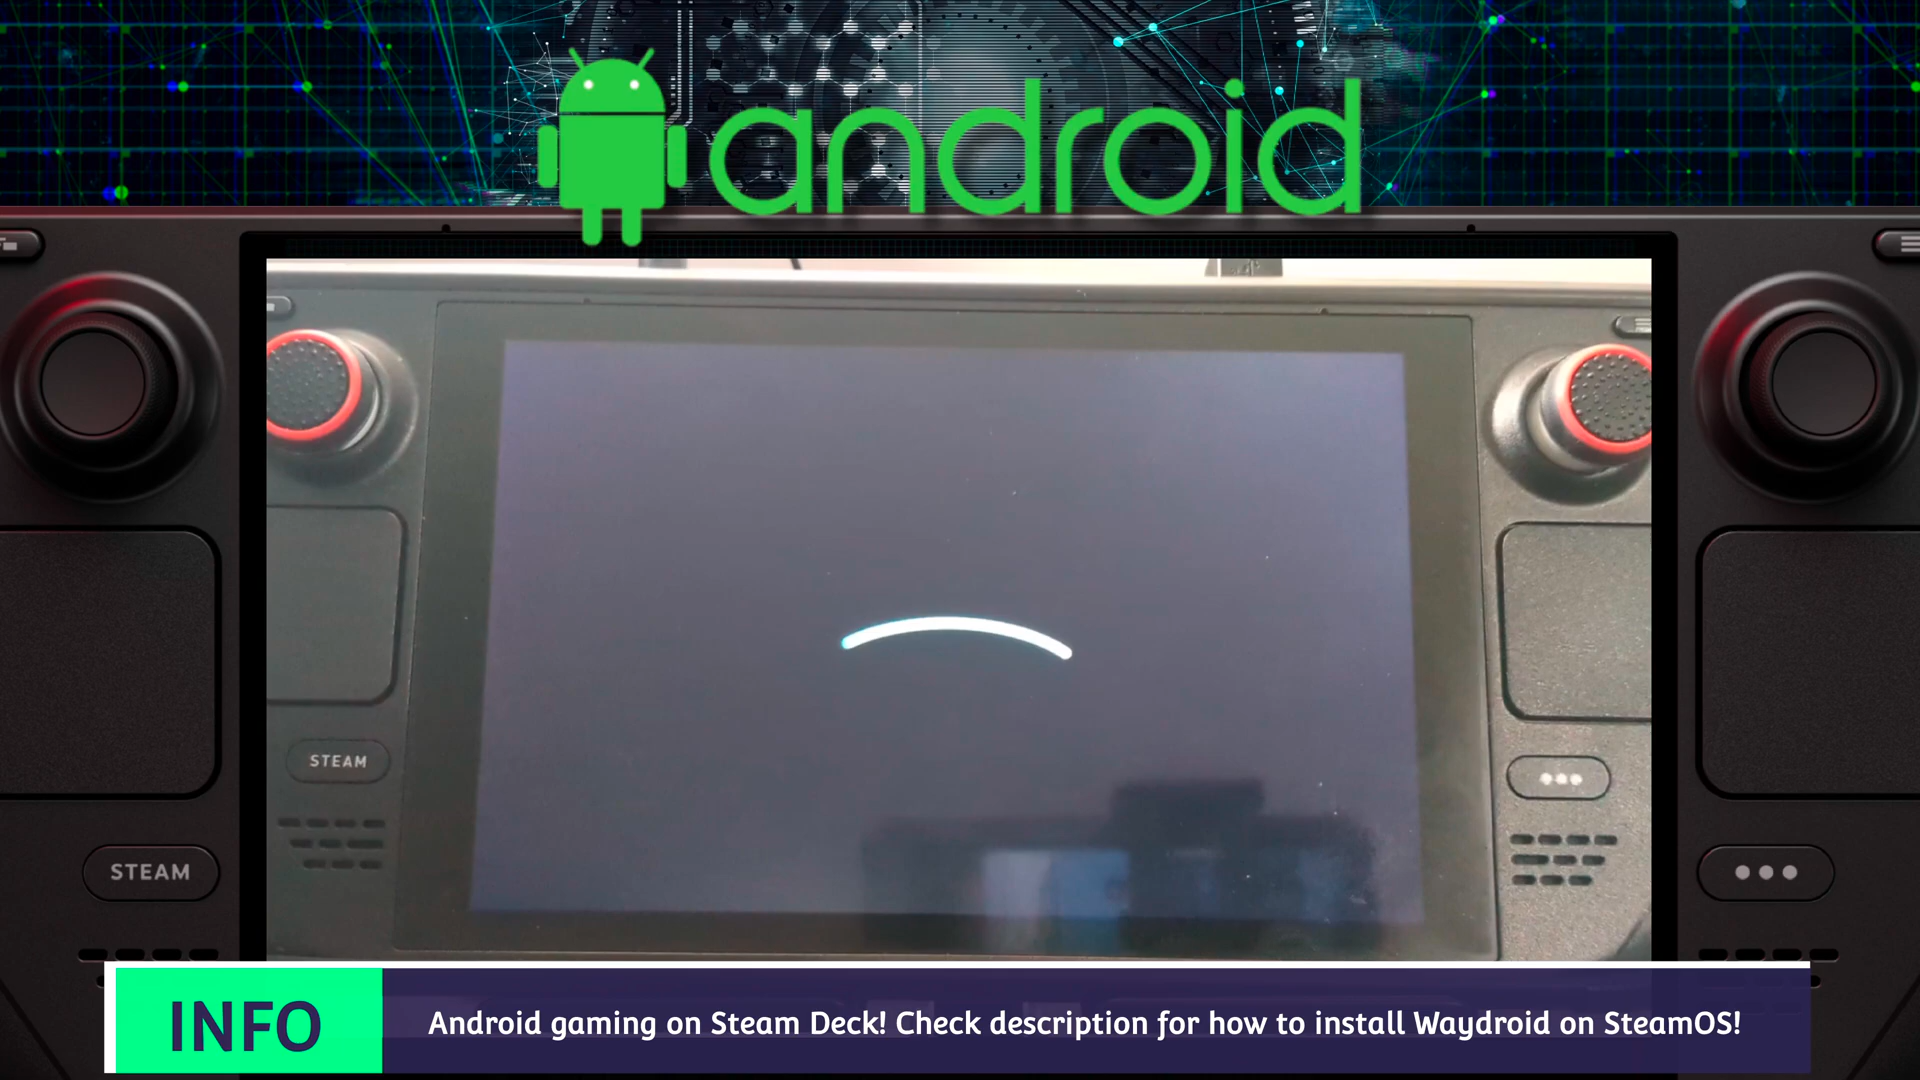 android
STEAM
STEAM
INFO
Android gaming on Steam Deck! Check description for how to install Waydroid on SteamOS!